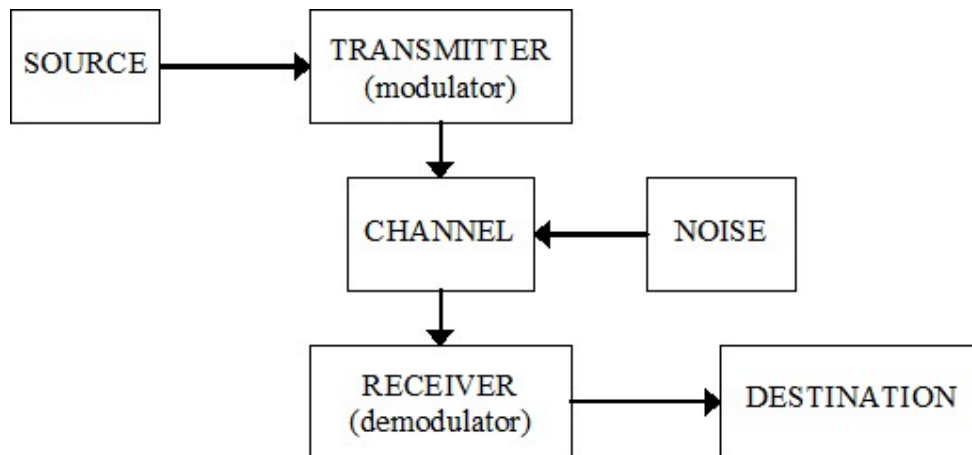 SOURCE
TRANSMITTER
(modulator)
CHANNEL
NOISE
RECEIVER
(demodulator)
DESTINATION